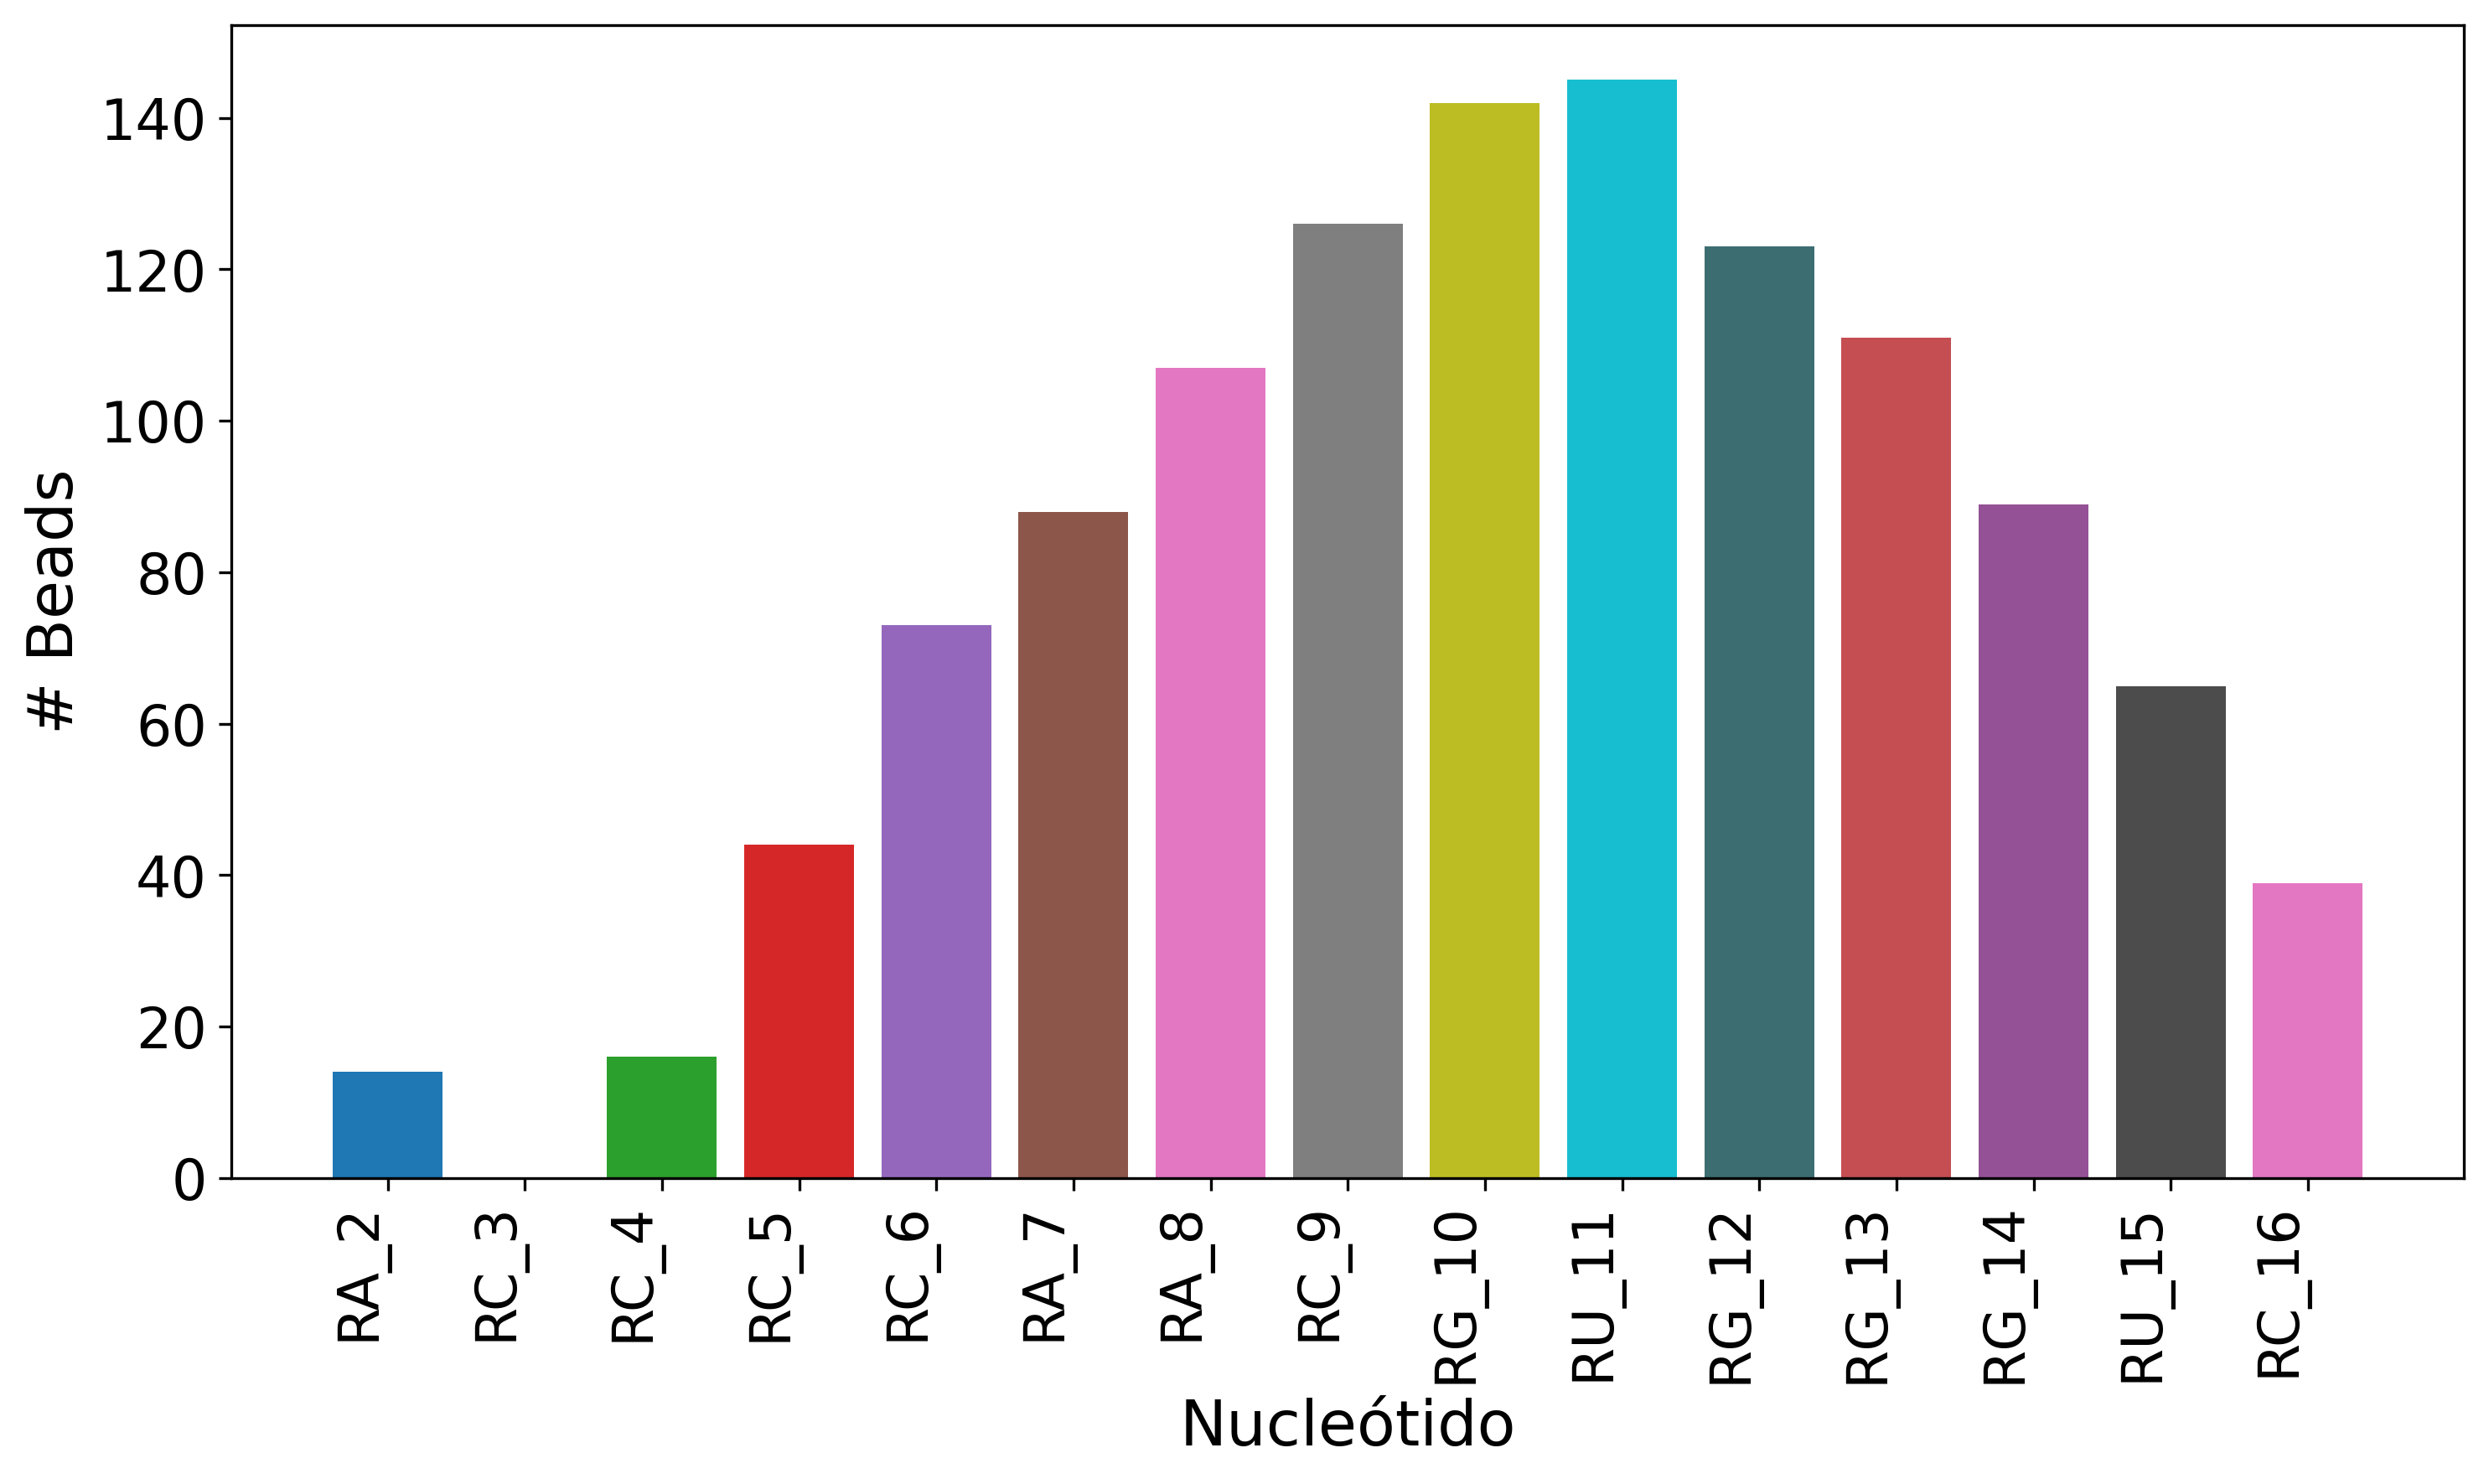 # Beads
140
120
100
80
60
40
20
0
RA_2
RC_3
RC_4
RC_5
RC_6
RA_7
RA_8
RC_9
RG_10
RU_11
RG_12
RG_13
RG_14
RU_15
RC_16
Nucleótido